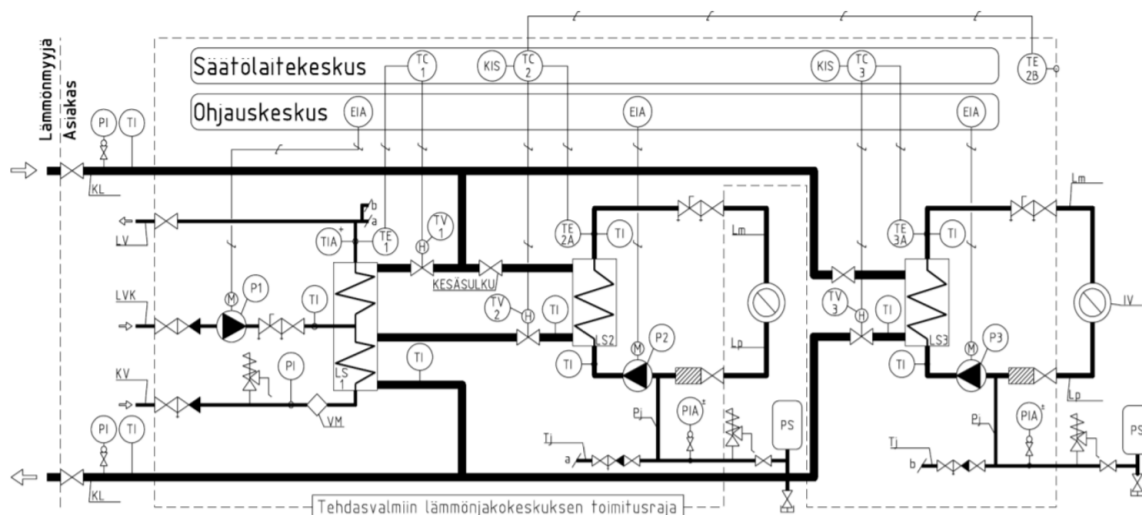 TC 1
KIS
TC 2
KIS
TC 3
TE 2B
Säätölaitekeskus
Ohjauskeskus
EIA
EIA
EIA
Lämmönmyyjä
Asiakas
PI
TI
KL
b
a
LV
TIA+
TE 1
TV 1
H
KESÄSULKU
TE 2A
TI
Lm
TE 3A
TI
Lm
LVK
M
P1
TI
TV 2
H
TI
LS2
TV 3
H
TI
LS3
IV
LS 1
TI
TI
M
P2
Lp
TI
M
P3
Lp
KV
PI
VM
Pj
PIA±
PS
Pj
PIA±
PS
Tj
a
Tj
b
PI
TI
KL
Tehdasvalmiin lämmönjakokeskuksen toimitusraja